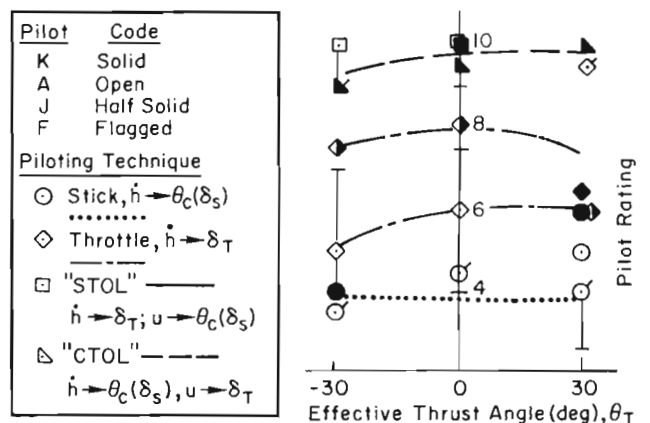 Pilot Code
K Solid
A Open
J Half Solid
F Flagged
Piloting Technique
Stick, ḣ→θc(δs)
Throttle, ḣ→δT
"STOL"
ḣ→δT; u→θc(δs)
"CTOL"
ḣ→θc(δs), u→δT
10
8
6
4
Pilot Rating
-30 0 30
Effective Thrust Angle (deg), θT